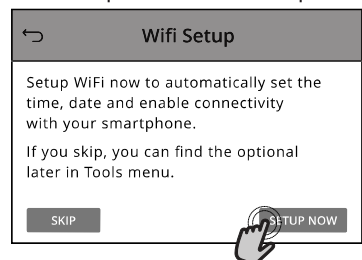 Wifi Setup
Setup WiFi now to automatically set the
time, date and enable connectivity
with your smartphone.
If you skip, you can find the optional
later in Tools menu.
SKIP
SETUP NOW